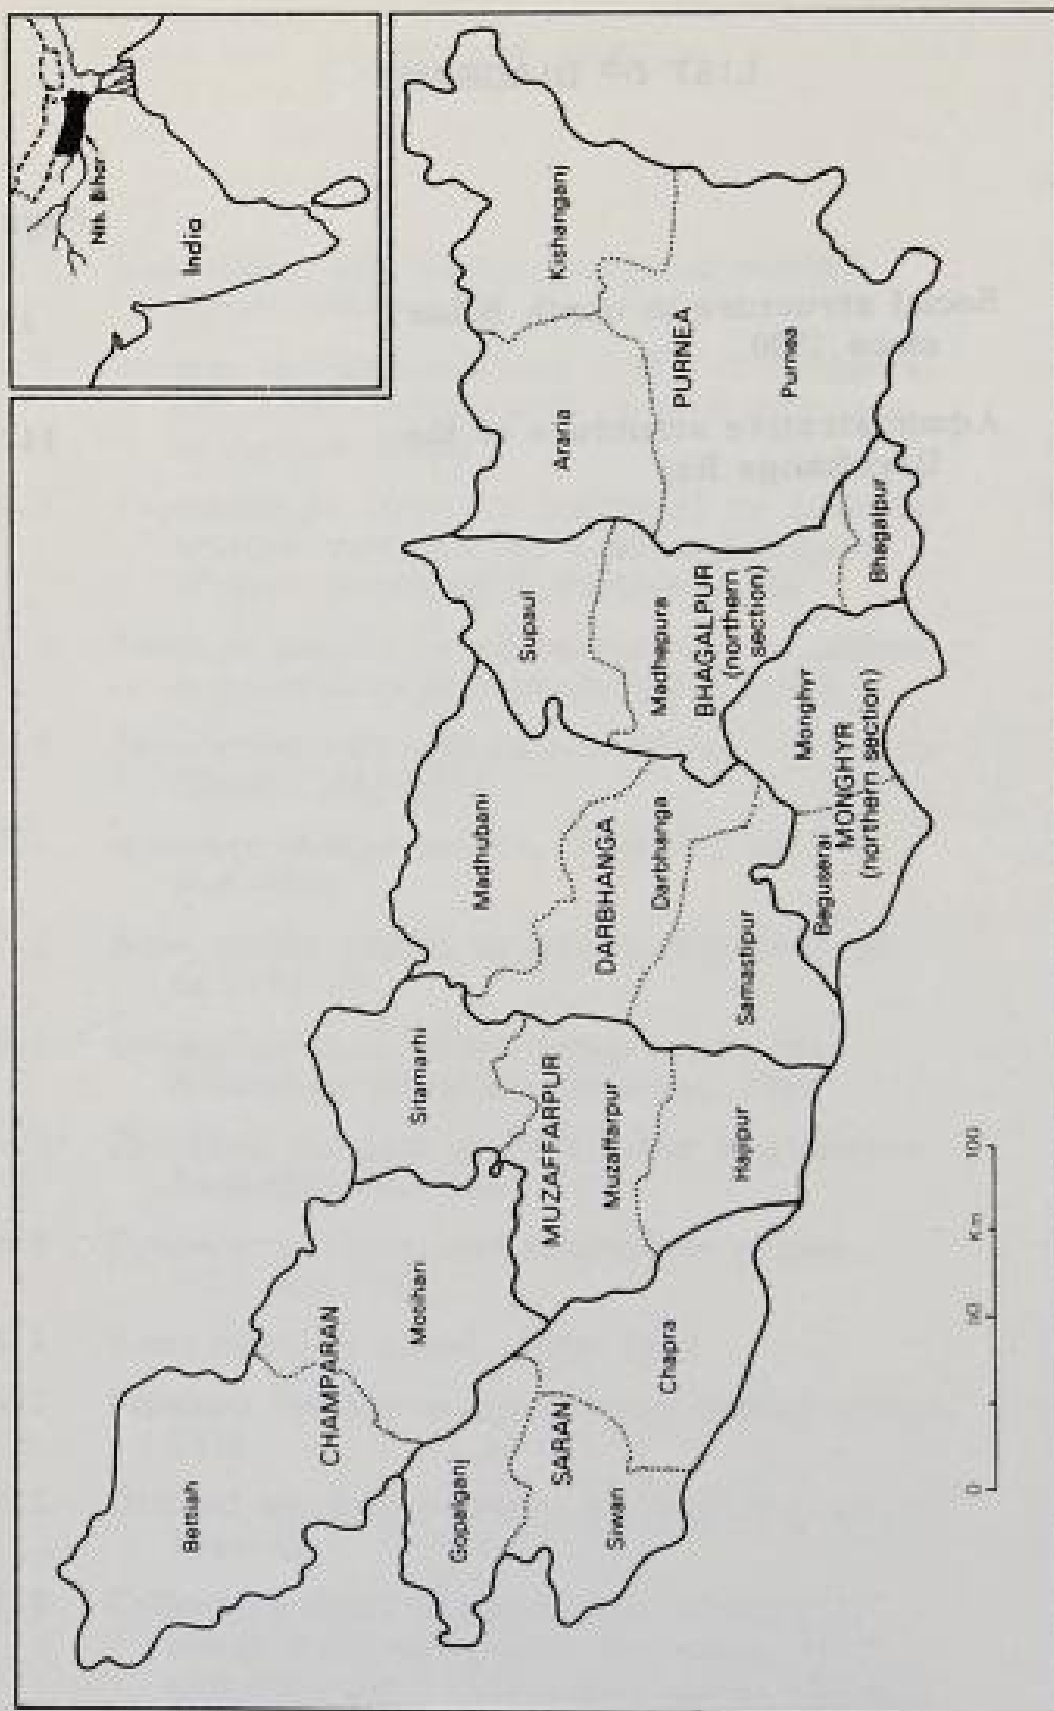 Nth. Bihar
India
Bettiah
CHAMPARAN
Motihari
Sitamarhi
Madhubani
Supaul
Araria
Kishanganj
Gopalganj
SARAN
Siwan
Chapra
MUZAFFARPUR
Muzaffarpur
Hajipur
DARBHANGA
Darbhanga
Samastipur
Madhepura
BHAGALPUR
(northern
section)
PURNEA
Purnea
Bhagalpur
Monghyr
Beguserai
MONGHYR
(northern section)
0 50 Km 100